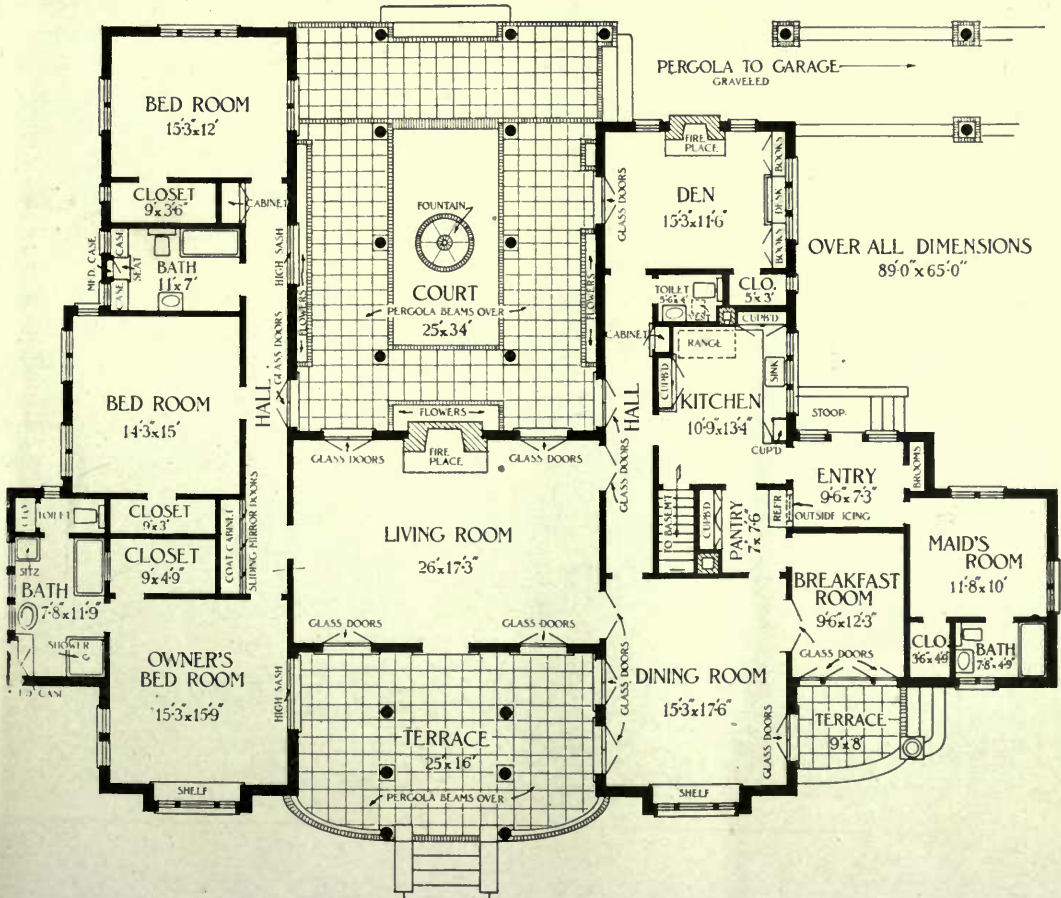 PERGOLA TO GARAGE
GRAVELED
BED ROOM
15'·3"x12'
CLOSET
9'x3'·6"
CABINET
MED. CASE
CASE
SEAT
CASE
BATH
11'x7'
HIGH SASH
FLOWERS
FOUNTAIN
COURT
PERGOLA BEAMS OVER
25'x34'
FLOWERS
GLASS DOORS
FIRE
PLACE
BOOKS
DESK
BOOKS
DEN
15'·3"x11'·6"
OVER ALL DIMENSIONS
89'·0" x 65'·0"
TOILET
5'·6"x4'
VENT
CLO.
5'x3'
CUPB'D
CABINET
RANGE
CUPB'D
SINK
KITCHEN
10'·9"x13'·4"
CUP'D
STOOP
BED ROOM
14'·3"x15'
HALL
GLASS DOORS
FLOWERS
FIRE
PLACE
GLASS DOORS
GLASS DOORS
HALL
GLASS DOORS
ENTRY
9'·6"x7'·3"
BROOMS
REFR
OUTSIDE ICING
TO BASEM'T
CUPB'D
PANTRY
7'x7'·6"
CLO
TOILET
CLOSET
9'x3'
CLOSET
9'x4'·9"
COAT CABINET
SLIDING MIRROR DOORS
LIVING ROOM
26'x17'·3"
MAID'S
ROOM
11'·8"x10'
BREAKFAST
ROOM
9'·6"x12'·3"
SITZ
BATH
7'·8"x11'·9"
SHOWER
CASE
OWNER'S
BED ROOM
15'·3"x15'·9"
HIGH SASH
GLASS DOORS
GLASS DOORS
GLASS DOORS
DINING ROOM
15'·3"x17'·6"
GLASS DOORS
CLO.
3'6"x4'·9"
BATH
7'·8"x4'·9"
TERRACE
25'x16'
PERGOLA BEAMS OVER
GLASS DOORS
TERRACE
9'x8'
SHELF
SHELF